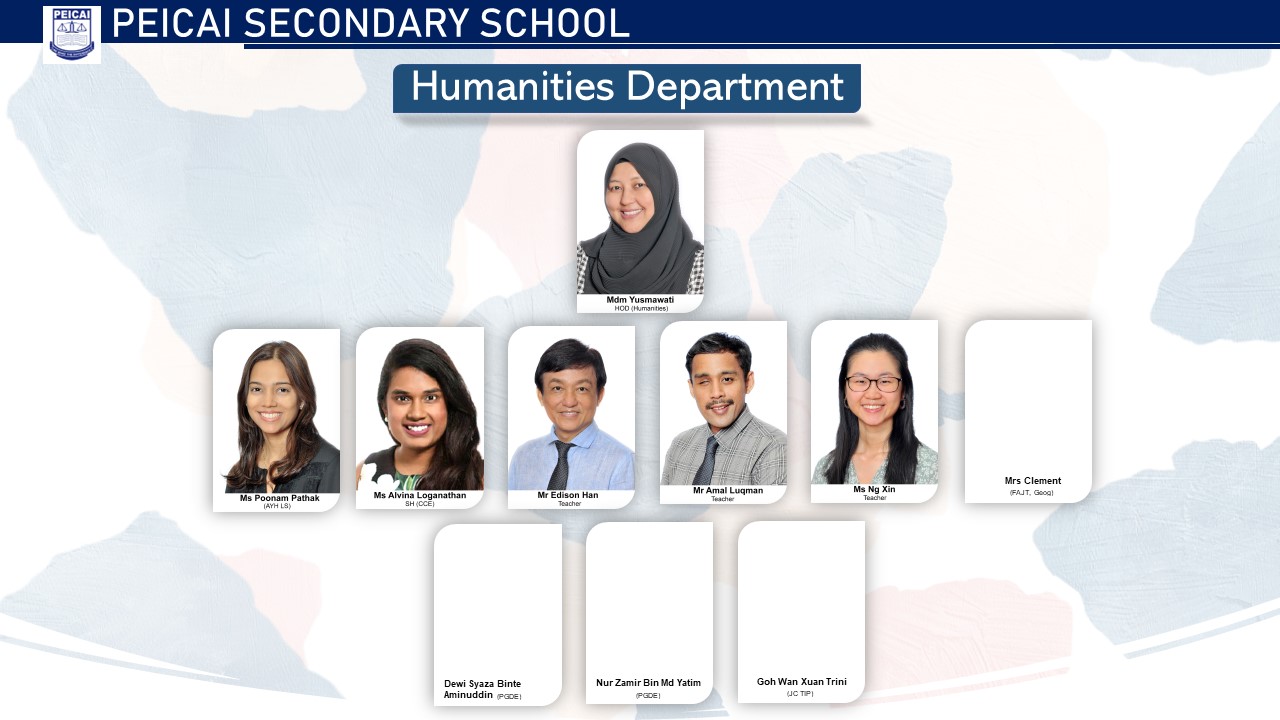 PEICAI
PEICAI SECONDARY SCHOOL
Humanities Department
Mdm Yusmawati
HOD (Humanities)
Ms Poonam Pathak
(AYH LS)
Ms Alvina Loganathan
SH (CCE)
Mr Edison Han
Teacher
Mr Amal Luqman
Teacher
Ms Ng Xin
Teacher
Mrs Clement
(FAJT, Geog)
Dewi Syaza Binte
Aminuddin (PGDE)
Nur Zamir Bin Md Yatim
(PGDE)
Goh Wan Xuan Trini
(JC TIP)